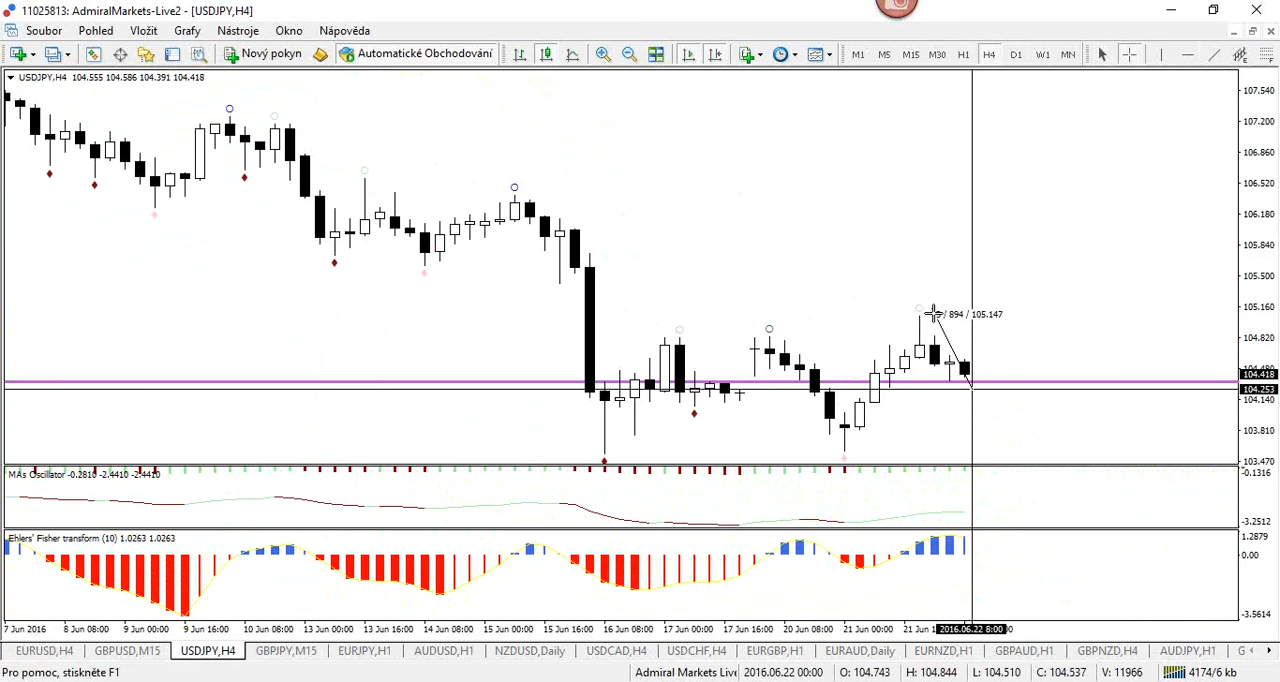 11025813: AdmiralMarkets-Live2 - [USDJPY,H4]
Soubor Pohled Vložit Grafy Nástroje Okno Nápověda
Nový pokyn Automatické Obchodování M1 M5 M15 M30 H1 H4 D1 W1 MN
USDJPY,H4 104.555 104.586 104.391 104.418
107.540
107.200
106.860
106.520
106.180
105.840
105.500
105.160
/ 894 / 105.147
104.820
104.418
104.253
104.140
103.810
103.470
MAs Oscillator -0.2810 -2.4410 -2.4410
-0.1316
-3.2512
Ehlers' Fisher transform (10) 1.0263 1.0263
1.2879
0.00
-3.5614
7 Jun 2016 8 Jun 08:00 9 Jun 00:00 9 Jun 16:00 10 Jun 08:00 13 Jun 00:00 13 Jun 16:00 14 Jun 08:00 15 Jun 00:00 15 Jun 16:00 16 Jun 08:00 17 Jun 00:00 17 Jun 16:00 20 Jun 08:00 21 Jun 00:00 21 Jun 2016.06.22 8:00
EURUSD,H4 GBPUSD,M15 USDJPY,H4 GBPJPY,M15 EURJPY,H1 AUDUSD,H1 NZDUSD,Daily USDCAD,H4 USDCHF,H4 EURGBP,H1 EURAUD,Daily EURNZD,H1 GBPAUD,H1 GBPNZD,H4 AUDJPY,H1 G
Pro pomoc, stiskněte F1 Admiral Markets Live 2016.06.22 00:00 O: 104.743 H: 104.844 L: 104.510 C: 104.537 V: 11966 4174/6 kb